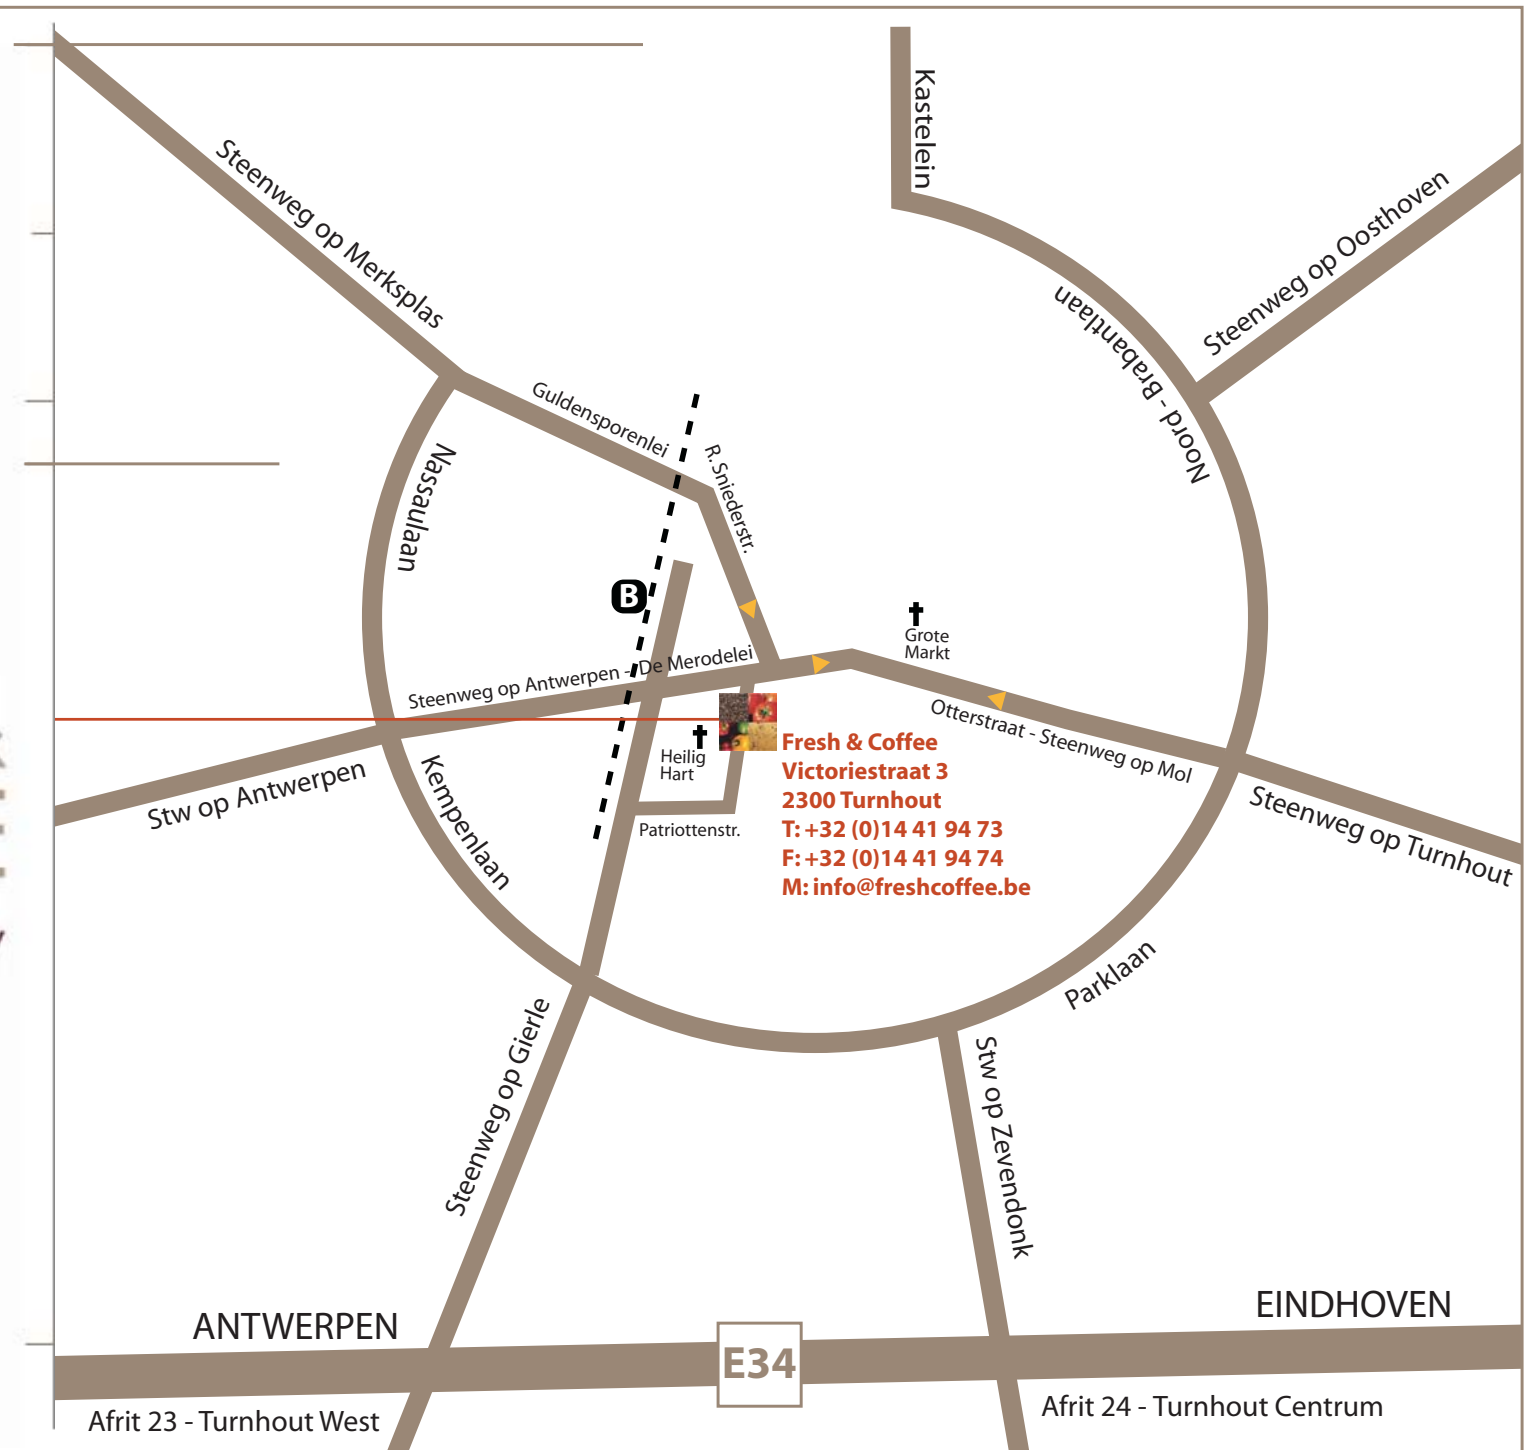 Kastelein
Steenweg op Merksplas
Steenweg op Oosthoven
Noord - Brabantlaan
Guldensporenlei
R. Sniederstr.
Nassaulaan
B
Grote
Markt
Steenweg op Antwerpen - De Merodelei
Otterstraat - Steenweg op Mol
Heilig
Hart
Fresh & Coffee
Victoriestraat 3
2300 Turnhout
T: +32 (0)14 41 94 73
F: +32 (0)14 41 94 74
M: info@freshcoffee.be
Stw op Antwerpen
Kempenlaan
Patriottenstr.
Steenweg op Turnhout
Parklaan
Steenweg op Gierle
Stw op Zevendonk
ANTWERPEN
EINDHOVEN
E34
Afrit 23 - Turnhout West
Afrit 24 - Turnhout Centrum